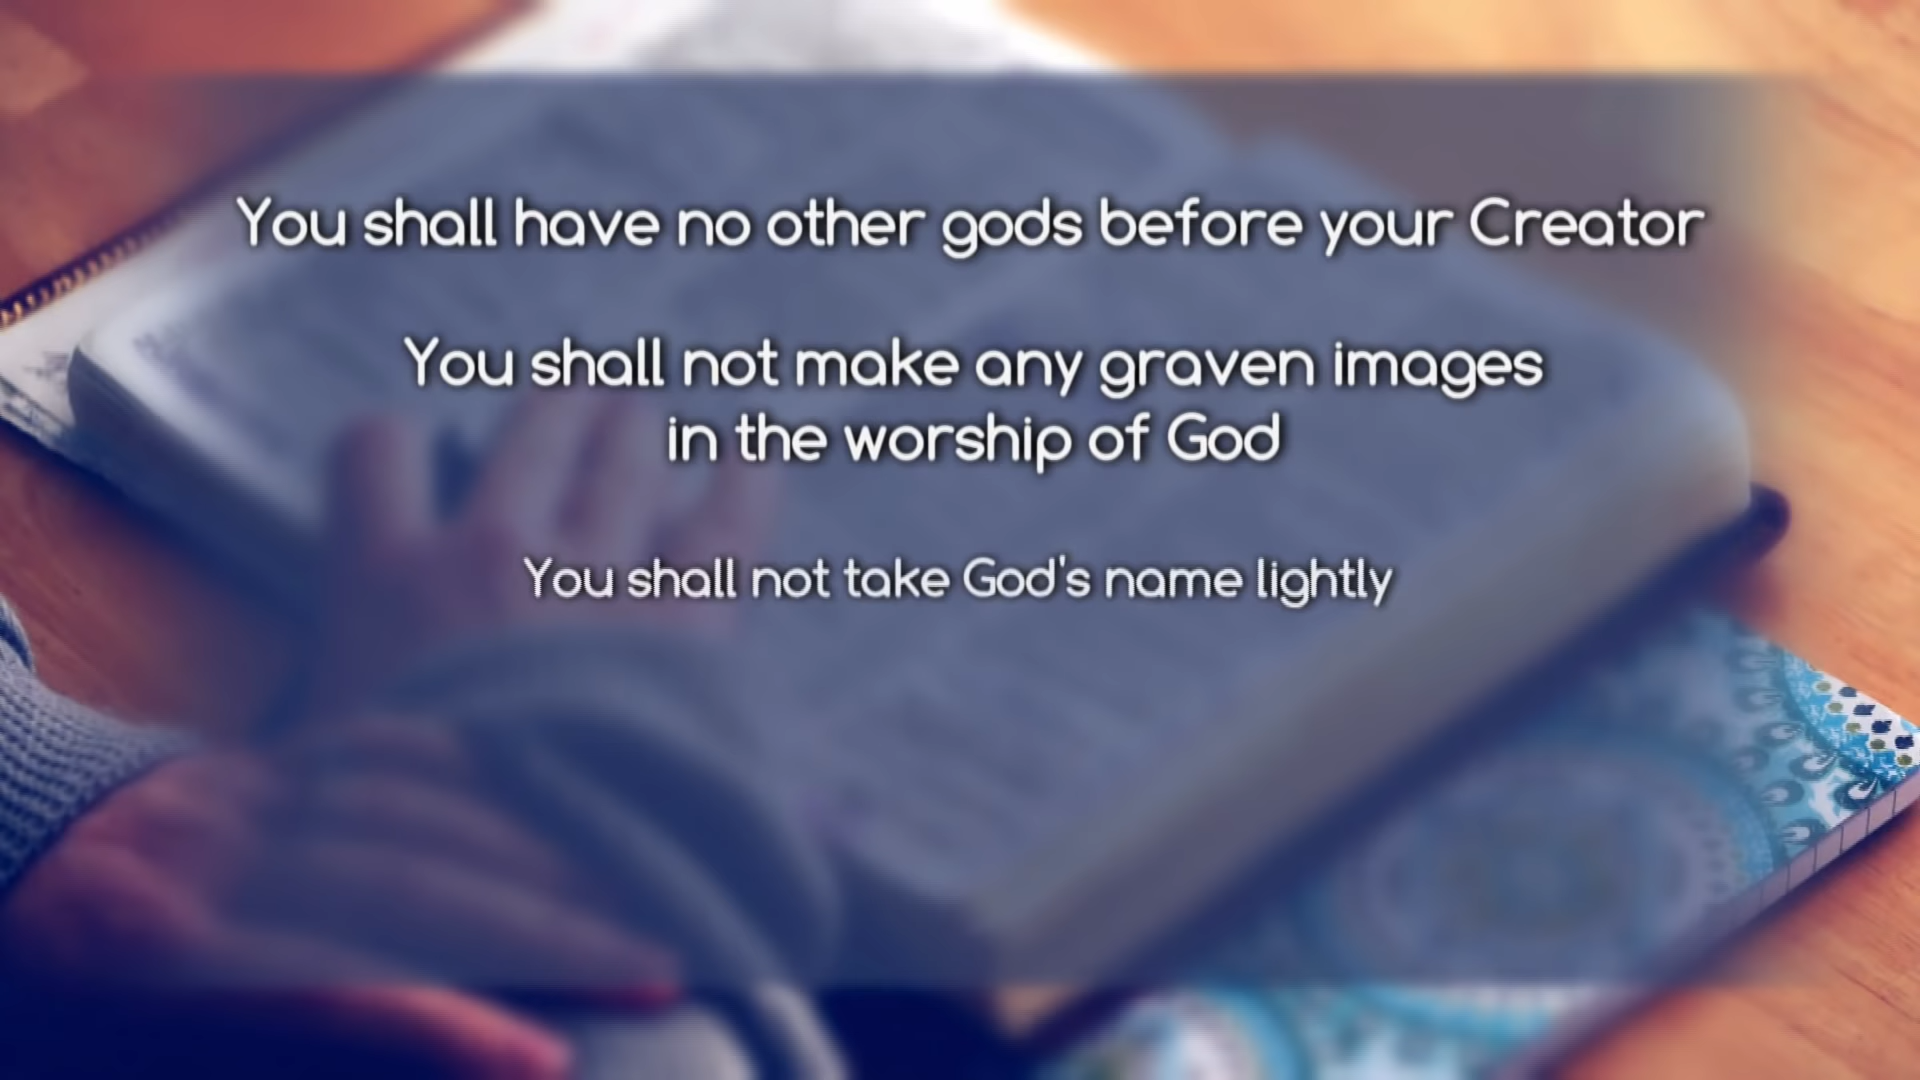 You shall have no other gods before your Creator
You shall not make any graven images
in the worship of God
You shall not take God's name lightly